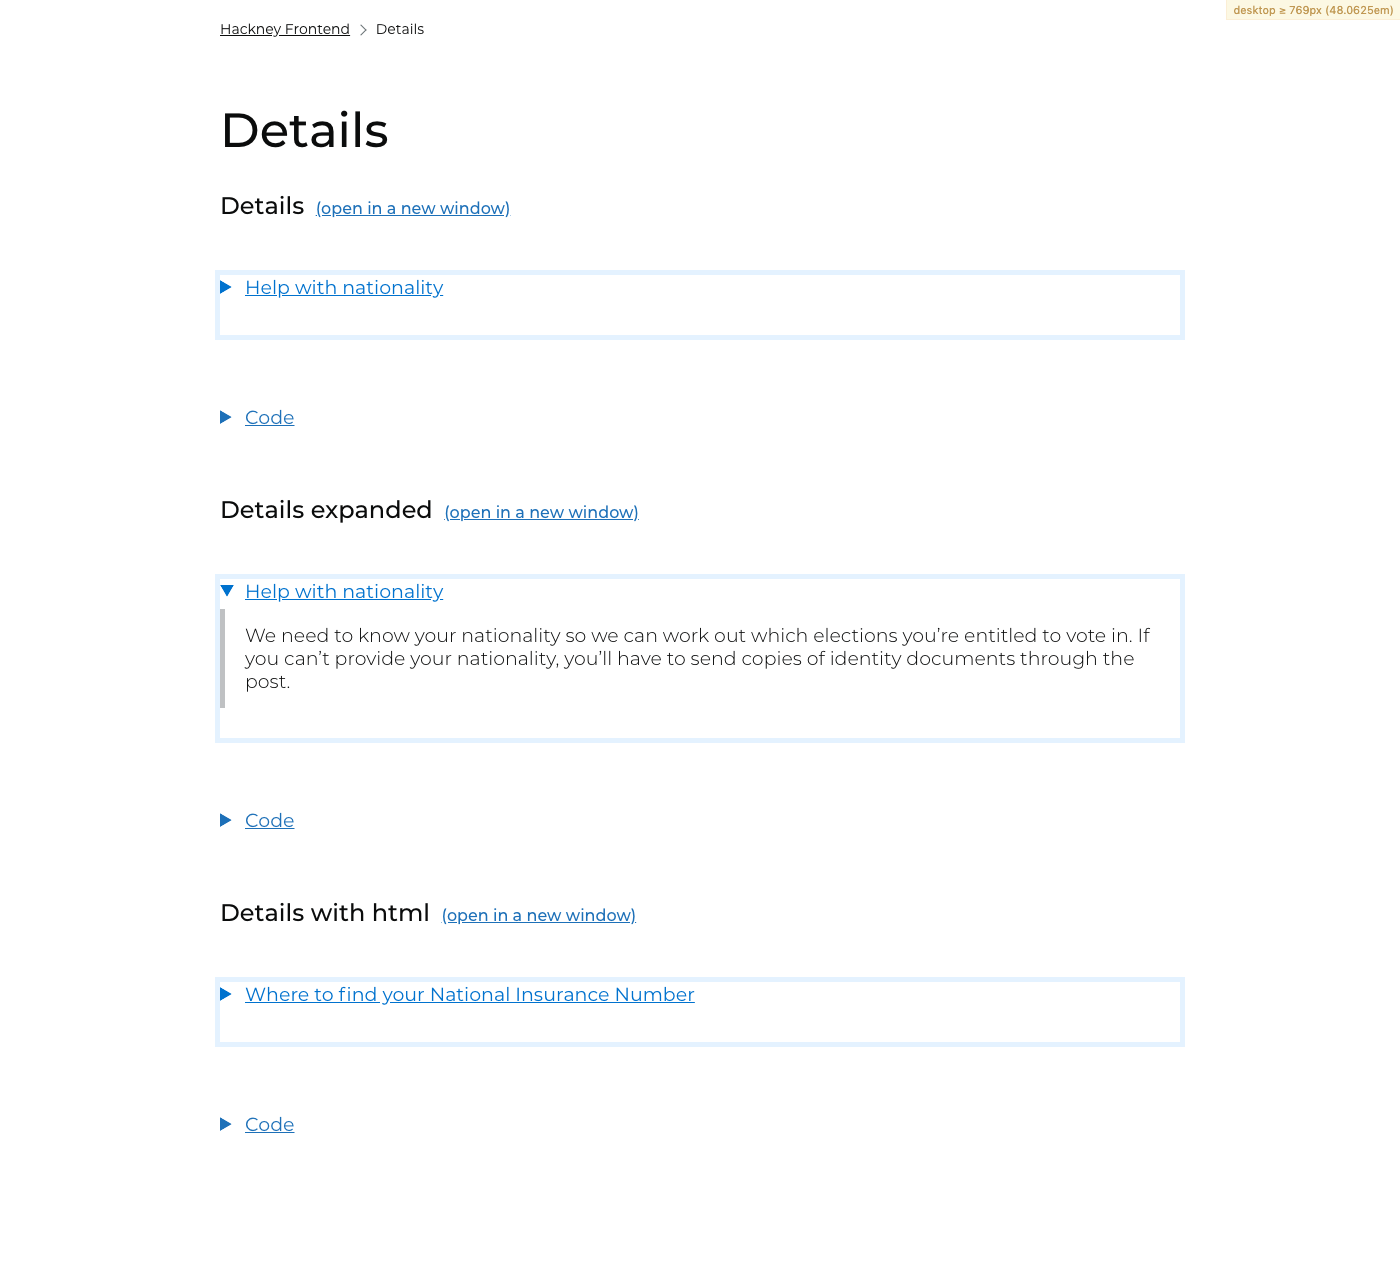 desktop ≥ 769px (48.0625em)
Hackney Frontend Details
Details
Details (open in a new window)
Help with nationality
Code
Details expanded (open in a new window)
Help with nationality
We need to know your nationality so we can work out which elections you’re entitled to vote in. If
you can’t provide your nationality, you’ll have to send copies of identity documents through the
post.
Code
Details with html (open in a new window)
Where to find your National Insurance Number
Code